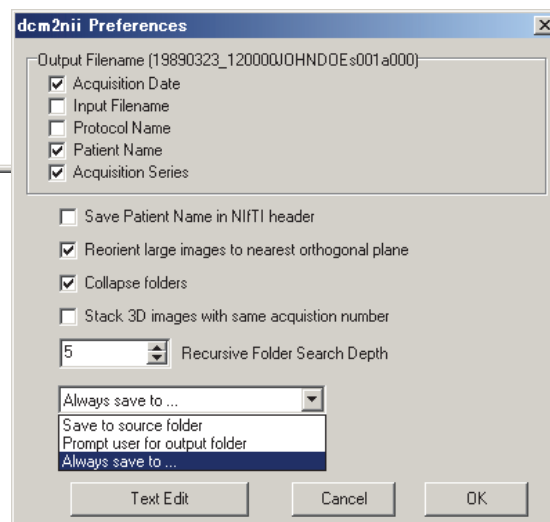 dcm2nii Preferences
Output Filename (19890323_120000JOHNDOEs001a000)
Acquisition Date
Input Filename
Protocol Name
Patient Name
Acquisition Series
Save Patient Name in NIfTI header
Reorient large images to nearest orthogonal plane
Collapse folders
Stack 3D images with same acquistion number
5 Recursive Folder Search Depth
Always save to ...
Save to source folder
Prompt user for output folder
Always save to ...
Text Edit Cancel OK